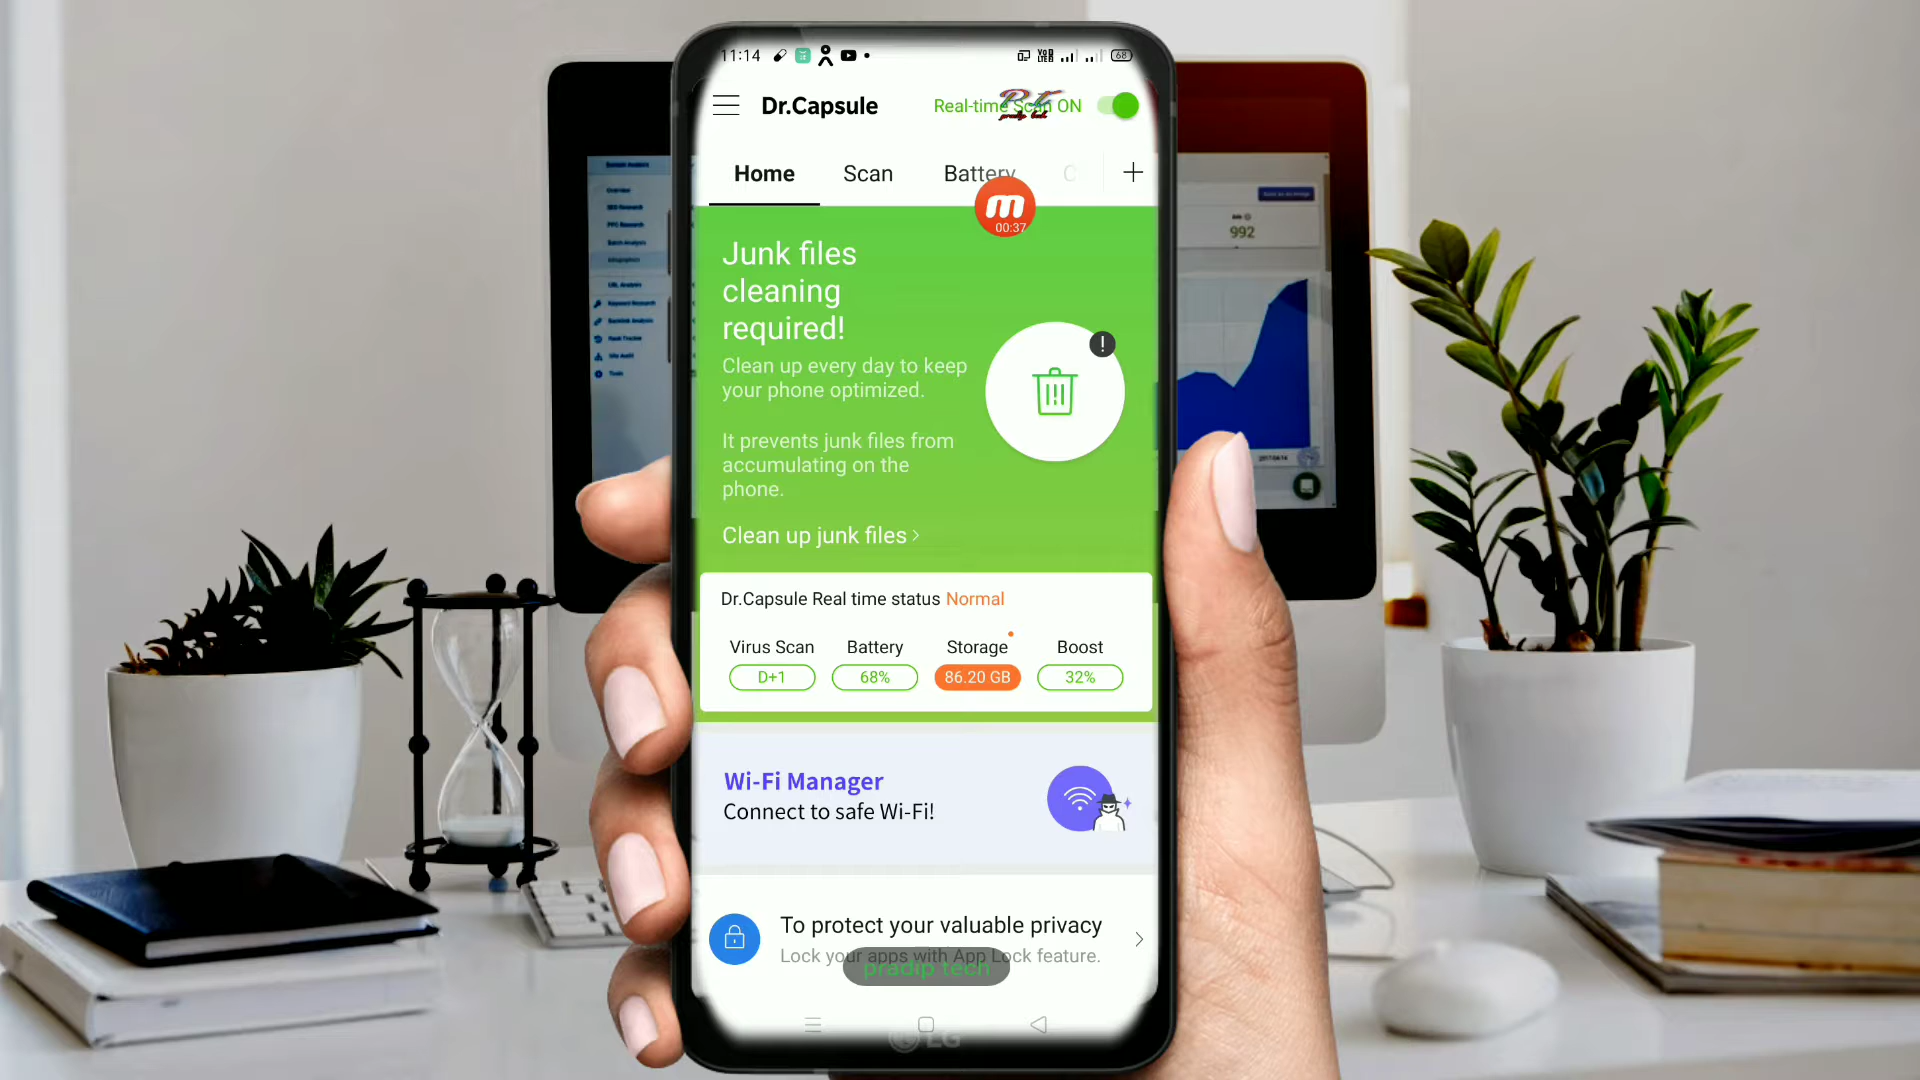 11:14
68
Dr.Capsule
Real-time Scan ON
pradip tech
Home
Scan
Battery
00:37
Junk files
cleaning
required!
Clean up every day to keep
your phone optimized.
It prevents junk files from
accumulating on the
phone.
Clean up junk files
Dr.Capsule Real time status Normal
Virus Scan
Battery
Storage
Boost
D+1
68%
86.20 GB
32%
Wi-Fi Manager
Connect to safe Wi-Fi!
To protect your valuable privacy
Lock your apps with App Lock feature.
pradip tech
LG
992